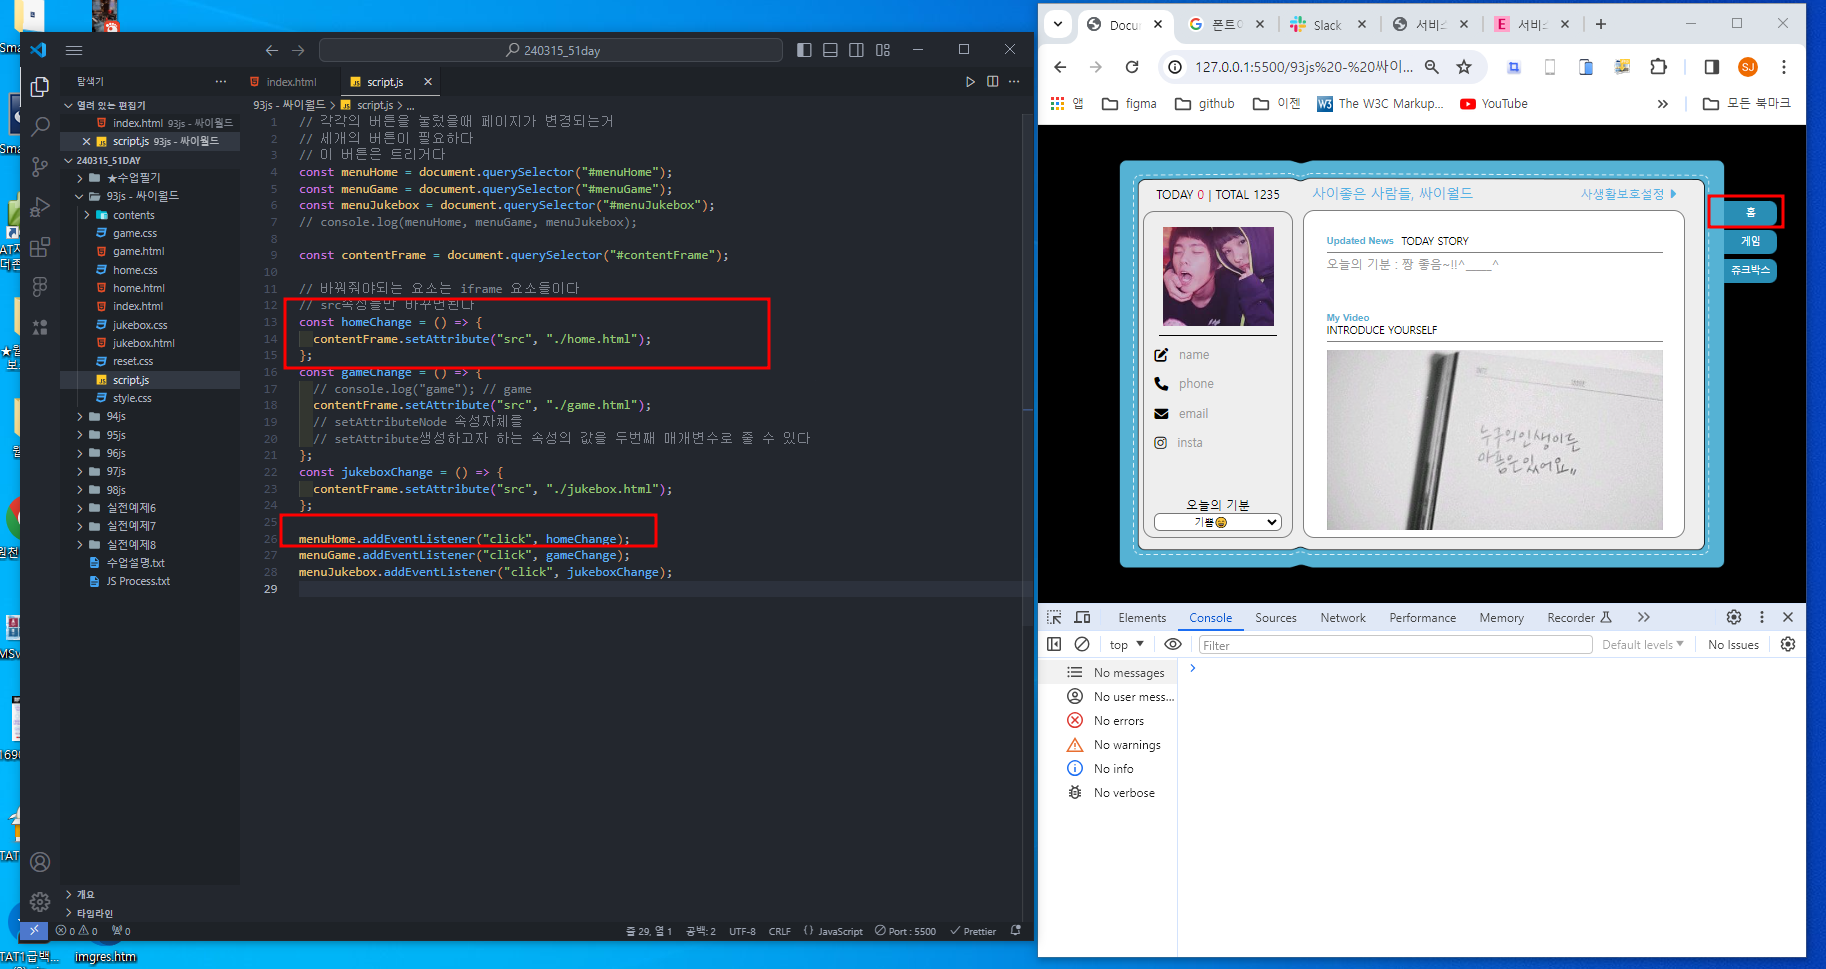 240315_51day
탐색기
index.html
script.js
열려 있는 편집기
index.html 93js - 싸이월드
script.js 93js - 싸이월드
240315_51DAY
★수업필기
93js - 싸이월드
contents
game.css
game.html
home.css
home.html
index.html
jukebox.css
jukebox.html
reset.css
script.js
style.css
94js
95js
96js
97js
98js
실전예제6
실전예제7
실전예제8
수업설명.txt
JS Process.txt
개요
타임라인
93js - 싸이월드 > script.js > ...
1 // 각각의 버튼을 눌렀을때 페이지가 변경되는거
2 // 세개의 버튼이 필요하다
3 // 이 버튼은 트리거다
4 const menuHome = document.querySelector("#menuHome");
5 const menuGame = document.querySelector("#menuGame");
6 const menuJukebox = document.querySelector("#menuJukebox");
7 // console.log(menuHome, menuGame, menuJukebox);
8
9 const contentFrame = document.querySelector("#contentFrame");
10
11 // 바꿔줘야되는 요소는 iframe 요소들이다
12 // src속성들만 바꾸면된다
13 const homeChange = () => {
14 contentFrame.setAttribute("src", "./home.html");
15 };
16 const gameChange = () => {
17 // console.log("game"); // game
18 contentFrame.setAttribute("src", "./game.html");
19 // setAttributeNode 속성자체를
20 // setAttribute생성하고자 하는 속성의 값을 두번째 매개변수로 줄 수 있다
21 };
22 const jukeboxChange = () => {
23 contentFrame.setAttribute("src", "./jukebox.html");
24 };
25
26 menuHome.addEventListener("click", homeChange);
27 menuGame.addEventListener("click", gameChange);
28 menuJukebox.addEventListener("click", jukeboxChange);
29
0 0 0
줄 29, 열 1 공백: 2 UTF-8 CRLF {} JavaScript Port : 5500 Prettier
imgres.htm
Docu
폰트
Slack
서비스
서비스
127.0.0.1:5500/93js%20-%20싸이...
SJ
앱 figma github 이젠 The W3C Markup... YouTube » 모든 북마크
TODAY 0 | TOTAL 1235
사이좋은 사람들, 싸이월드
사생활보호설정
홈
게임
쥬크박스
Updated News TODAY STORY
오늘의 기분 : 짱 좋음~!!^____^
My Video
INTRODUCE YOURSELF
name
phone
email
insta
오늘의 기분
기쁨😄
누구의 인생이든
아픔은 있어요
Elements Console Sources Network Performance Memory Recorder
top Filter Default levels No Issues
No messages
No user mess...
No errors
No warnings
No info
No verbose